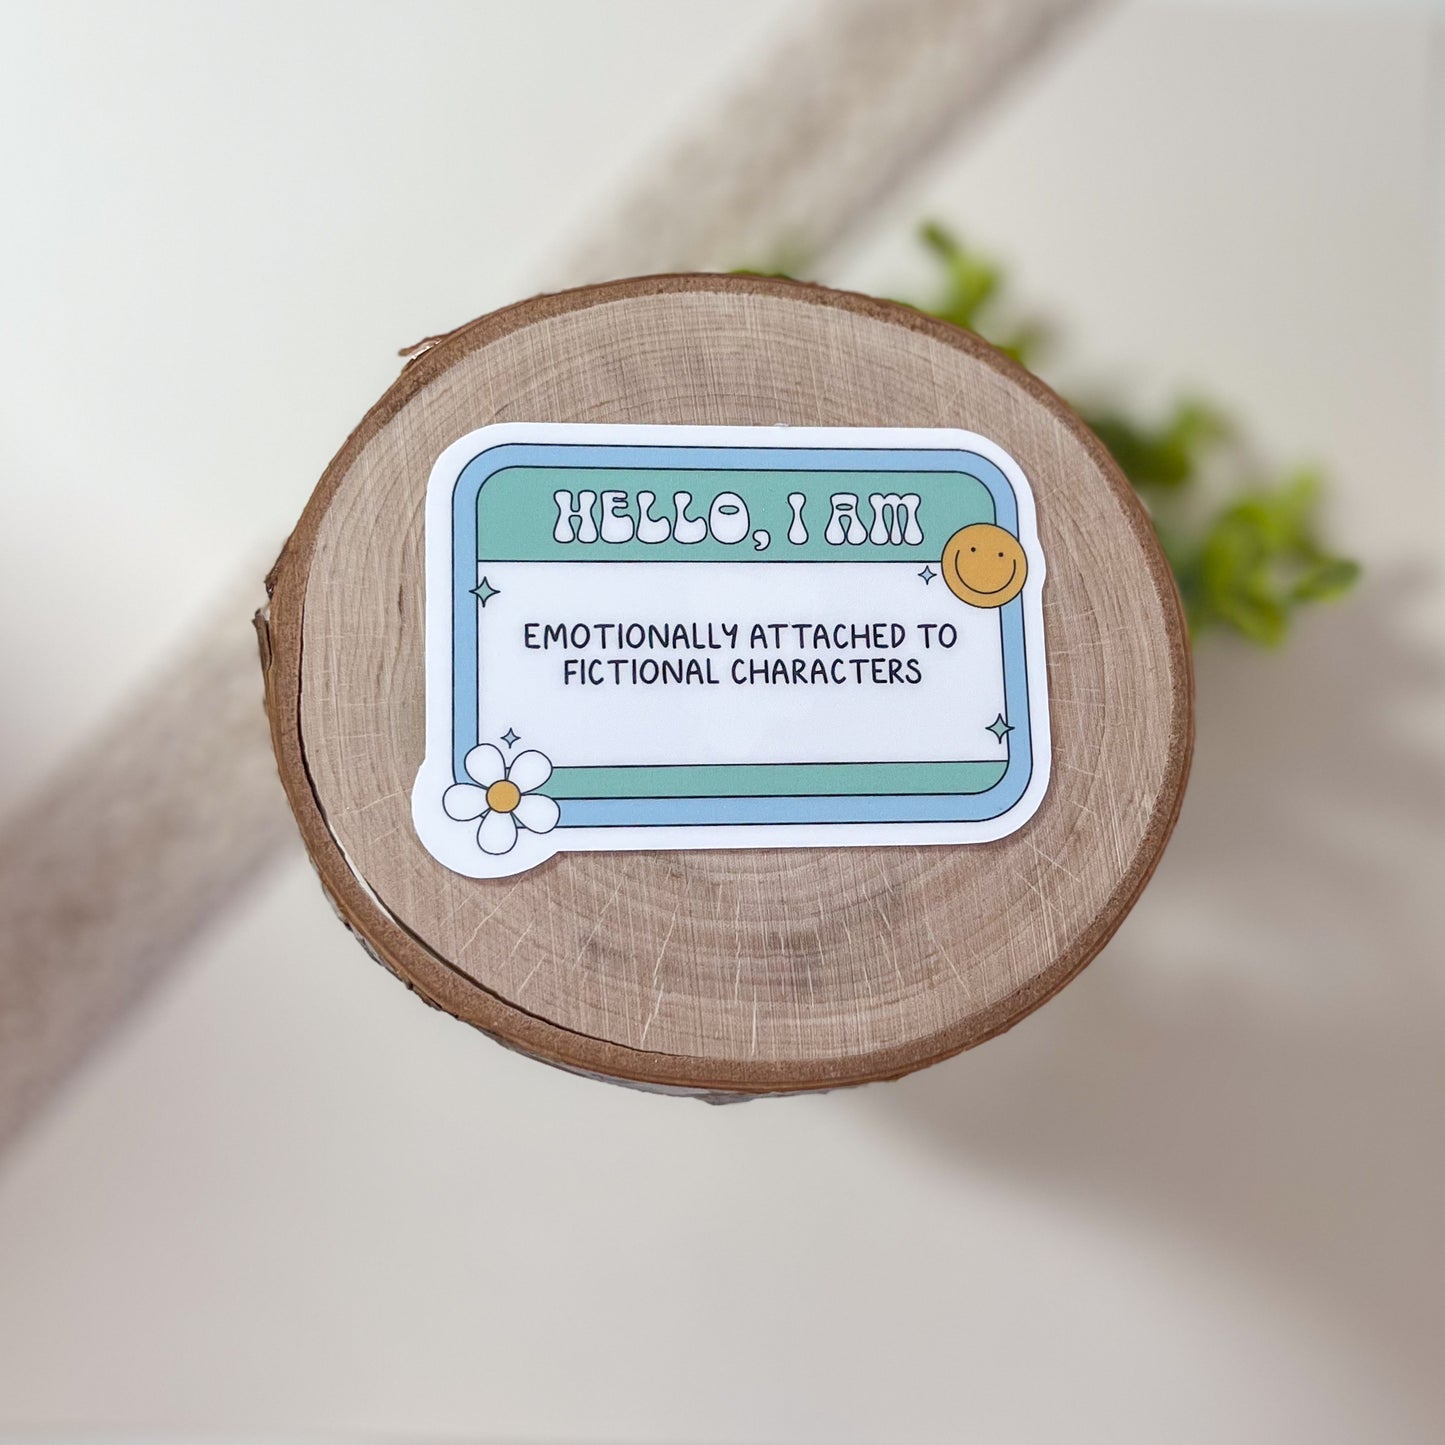 HELLO, I AM
EMOTIONALLY ATTACHED TO
FICTIONAL CHARACTERS